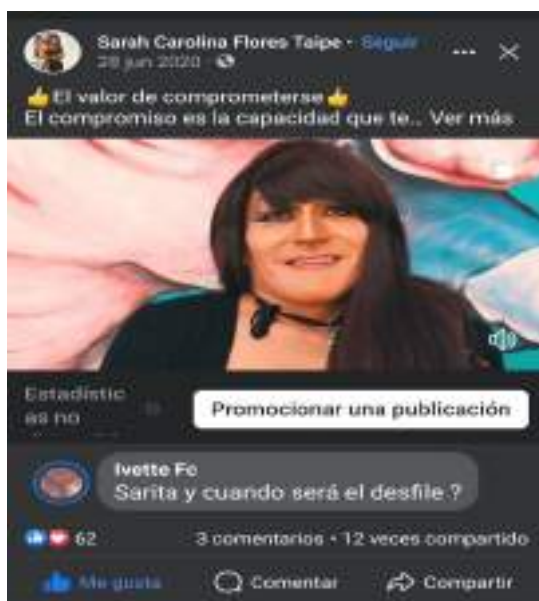 Sarah Carolina Flores Taipe · Seguir
28 jun 2020
El valor de comprometerse
El compromiso es la capacidad que te... Ver más
Estadístic
as no
Promocionar una publicación
Ivette Fc
Sarita y cuando será el desfile ?
62
3 comentarios · 12 veces compartido
Me gusta
Comentar
Compartir